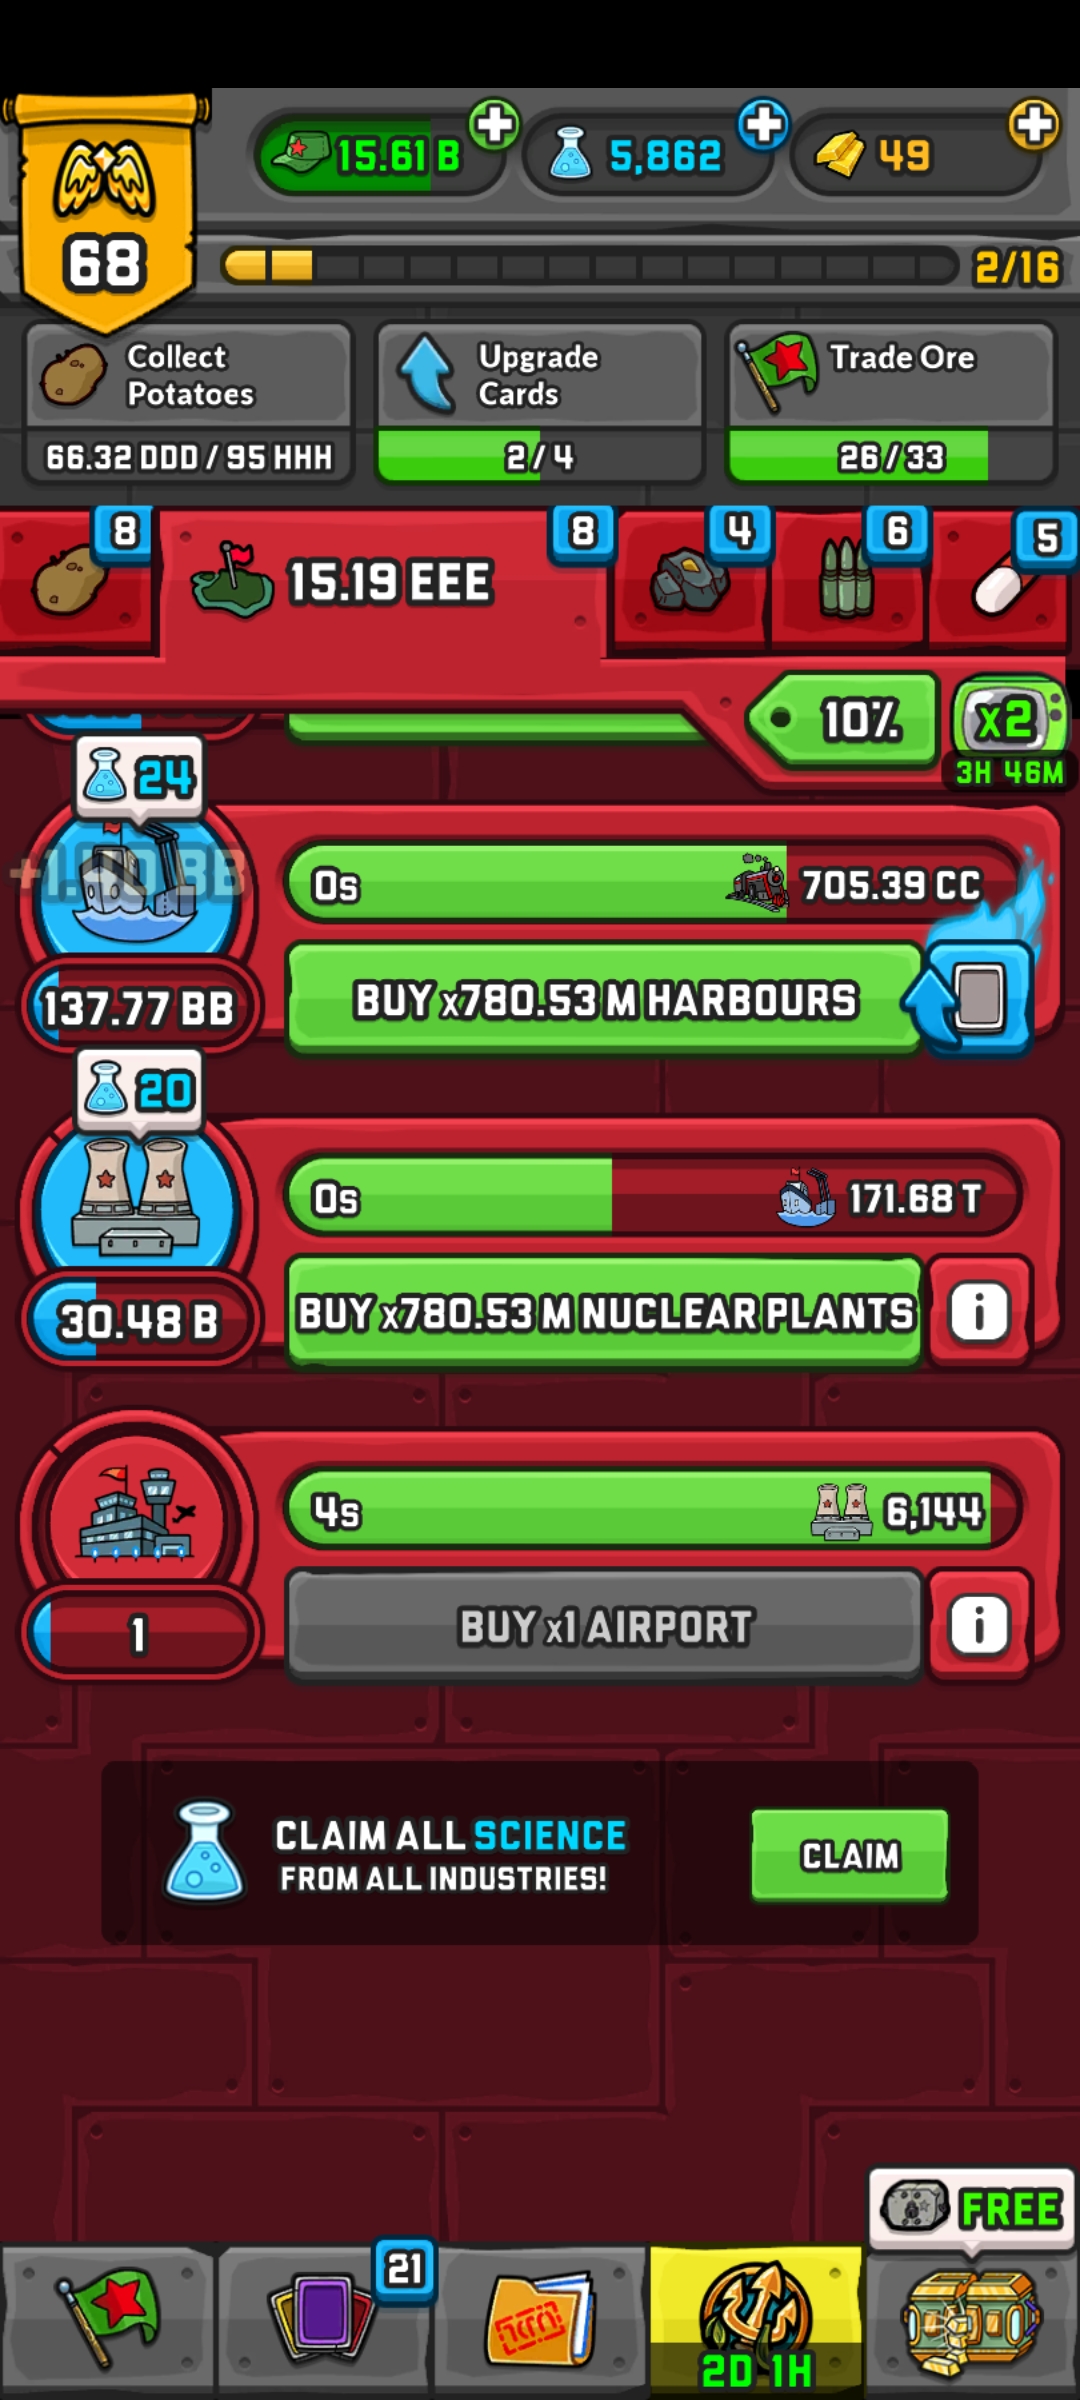 15.61 B
5,862
49
68
2/16
Collect
Potatoes
66.32 DDD / 95 HHH
Upgrade
Cards
2/4
Trade Ore
26/33
8
15.19 EEE
8
4
6
5
10%
x2
3H 46M
24
0s
705.39 CC
137.77 BB
BUY x780.53 M HARBOURS
20
0s
171.68 T
30.48 B
BUY x780.53 M NUCLEAR PLANTS
4s
6,144
1
BUY x1 AIRPORT
CLAIM ALL SCIENCE
FROM ALL INDUSTRIES!
CLAIM
FREE
21
2D 1H